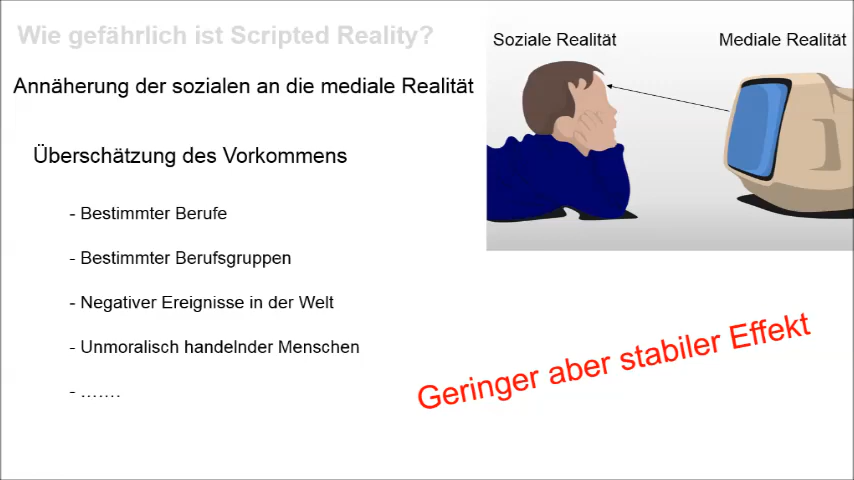 Wie gefährlich ist Scripted Reality?
Soziale Realität
Mediale Realität
Annäherung der sozialen an die mediale Realität
Überschätzung des Vorkommens
- Bestimmter Berufe
- Bestimmter Berufsgruppen
- Negativer Ereignisse in der Welt
- Unmoralisch handelnder Menschen
- .......
Geringer aber stabiler Effekt